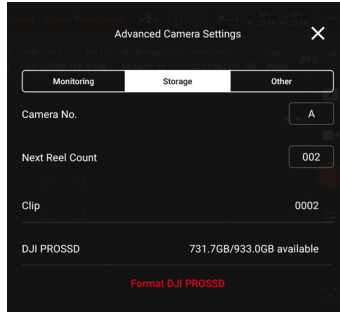 Advanced Camera Settings
Monitoring Storage Other
Camera No. A
Next Reel Count 002
Clip 0002
DJI PROSSD 731.7GB/933.0GB available
Format DJI PROSSD